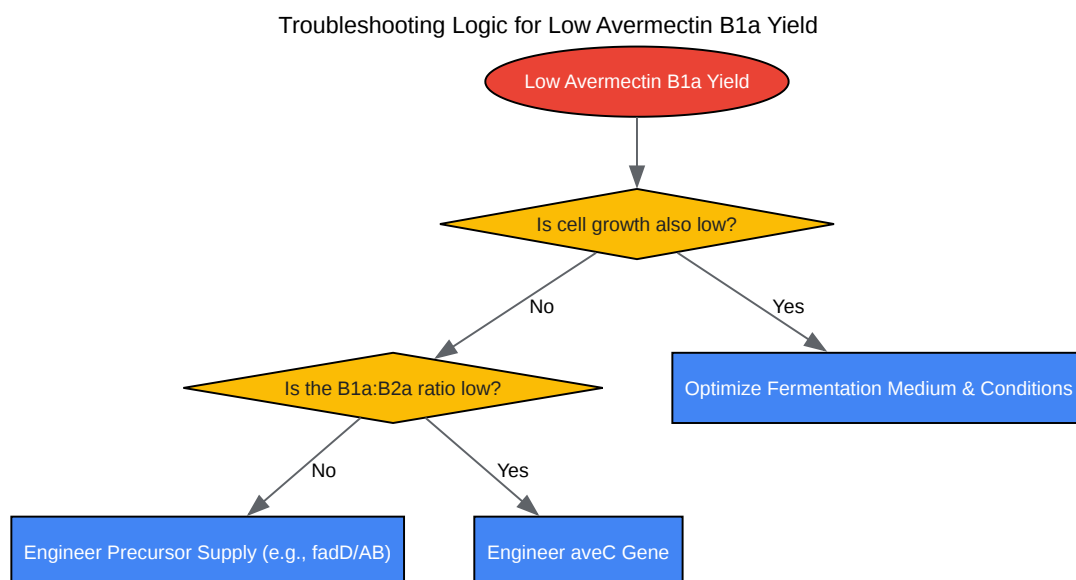 Troubleshooting Logic for Low Avermectin B1a Yield
Low Avermectin B1a Yield
Is cell growth also low?
No
Yes
Is the B1a:B2a ratio low?
Optimize Fermentation Medium & Conditions
No
Yes
Engineer Precursor Supply (e.g., fadD/AB)
Engineer aveC Gene